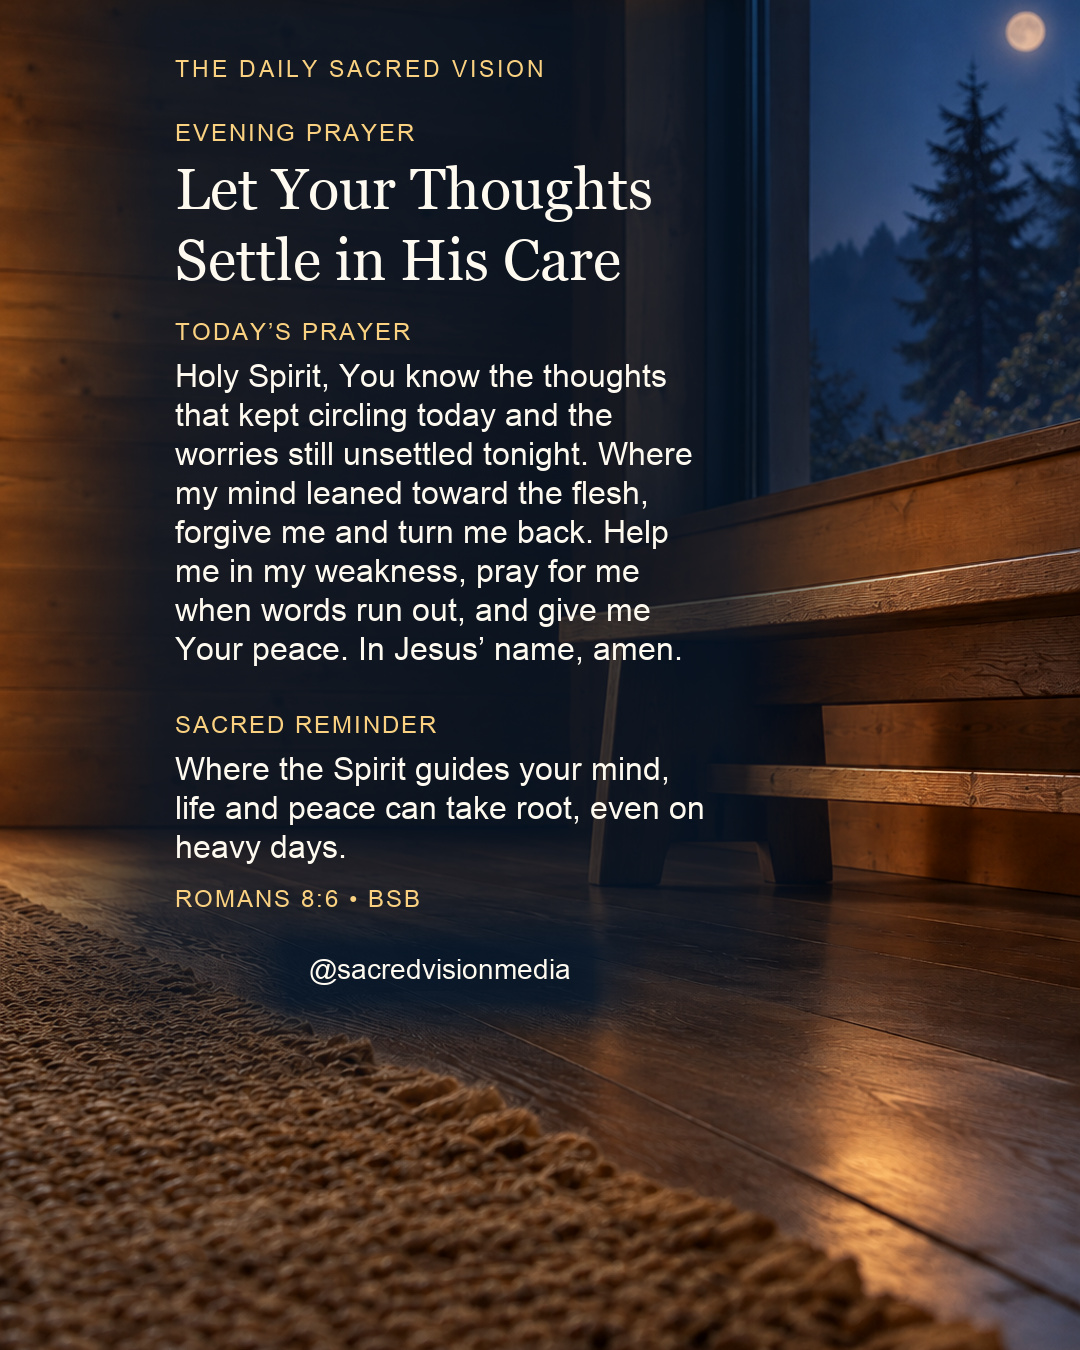 THE DAILY SACRED VISION
EVENING PRAYER
Let Your Thoughts
Settle in His Care
TODAY’S PRAYER
Holy Spirit, You know the thoughts
that kept circling today and the
worries still unsettled tonight. Where
my mind leaned toward the flesh,
forgive me and turn me back. Help
me in my weakness, pray for me
when words run out, and give me
Your peace. In Jesus’ name, amen.
SACRED REMINDER
Where the Spirit guides your mind,
life and peace can take root, even on
heavy days.
ROMANS 8:6 • BSB
@sacredvisionmedia